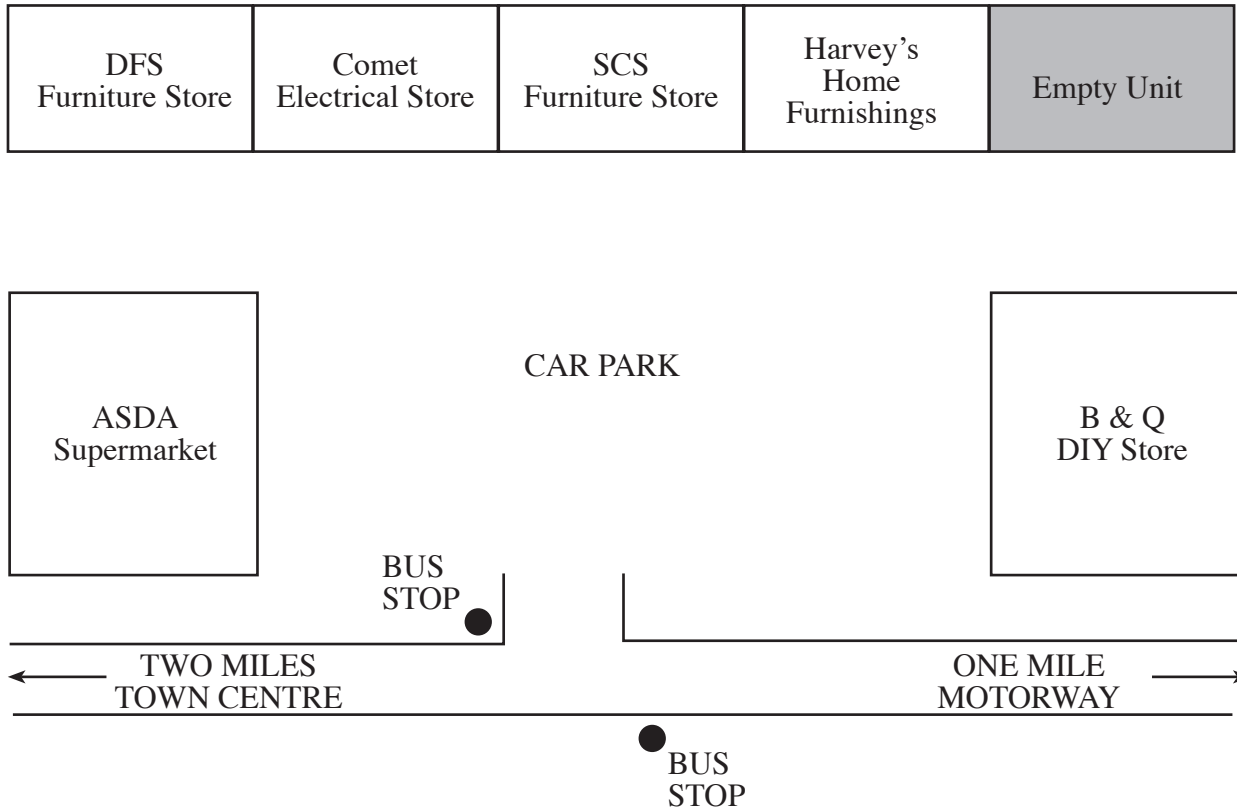 DFS
Furniture Store
Comet
Electrical Store
SCS
Furniture Store
Harvey’s
Home
Furnishings
Empty Unit
CAR PARK
ASDA
Supermarket
B & Q
DIY Store
BUS
STOP
TWO MILES
TOWN CENTRE
ONE MILE
MOTORWAY
BUS
STOP